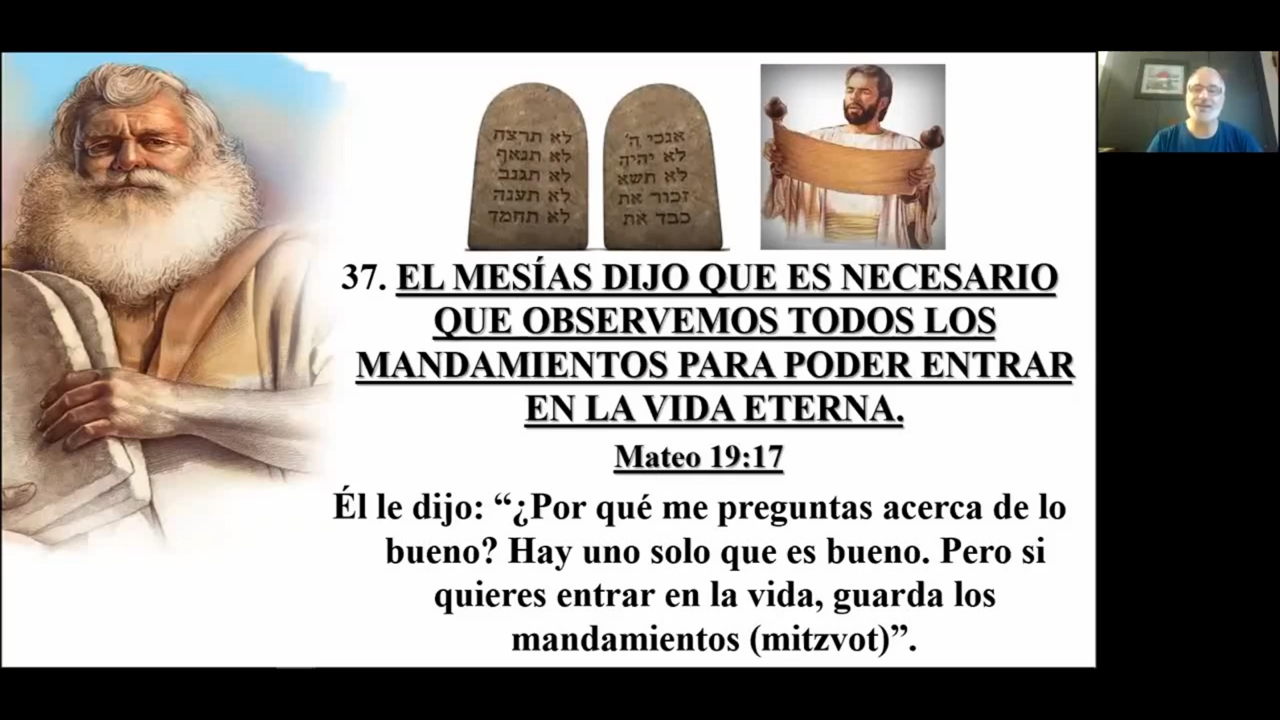 אנכי ה'
לא יהיה
לא תשא
זכור את
כבד את
לא תרצח
לא תנאף
לא תגנב
לא תענה
לא תחמד
37. EL MESÍAS DIJO QUE ES NECESARIO
QUE OBSERVEMOS TODOS LOS
MANDAMIENTOS PARA PODER ENTRAR
EN LA VIDA ETERNA.
Mateo 19:17
Él le dijo: “¿Por qué me preguntas acerca de lo
bueno? Hay uno solo que es bueno. Pero si
quieres entrar en la vida, guarda los
mandamientos (mitzvot)”.